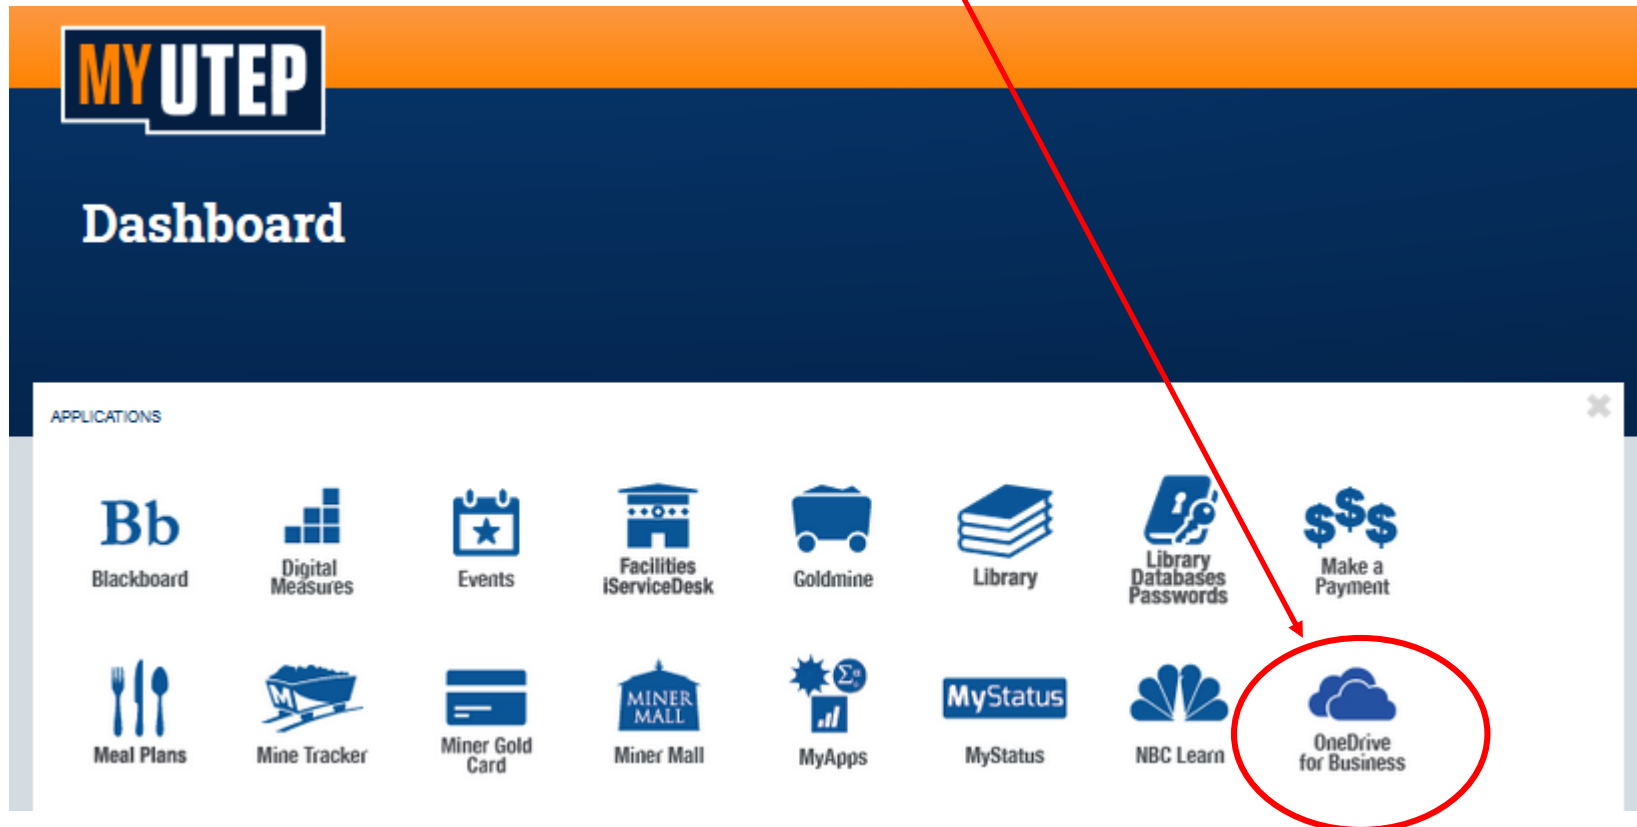 MY UTEP
Dashboard
APPLICATIONS
Bb
Blackboard
Digital
Measures
Events
Facilities
iServiceDesk
Goldmine
Library
Library
Databases
Passwords
$$$
Make a
Payment
Meal Plans
M
Mine Tracker
Miner Gold
Card
MINER
MALL
Miner Mall
Σ
MyApps
MyStatus
MyStatus
NBC Learn
OneDrive
for Business